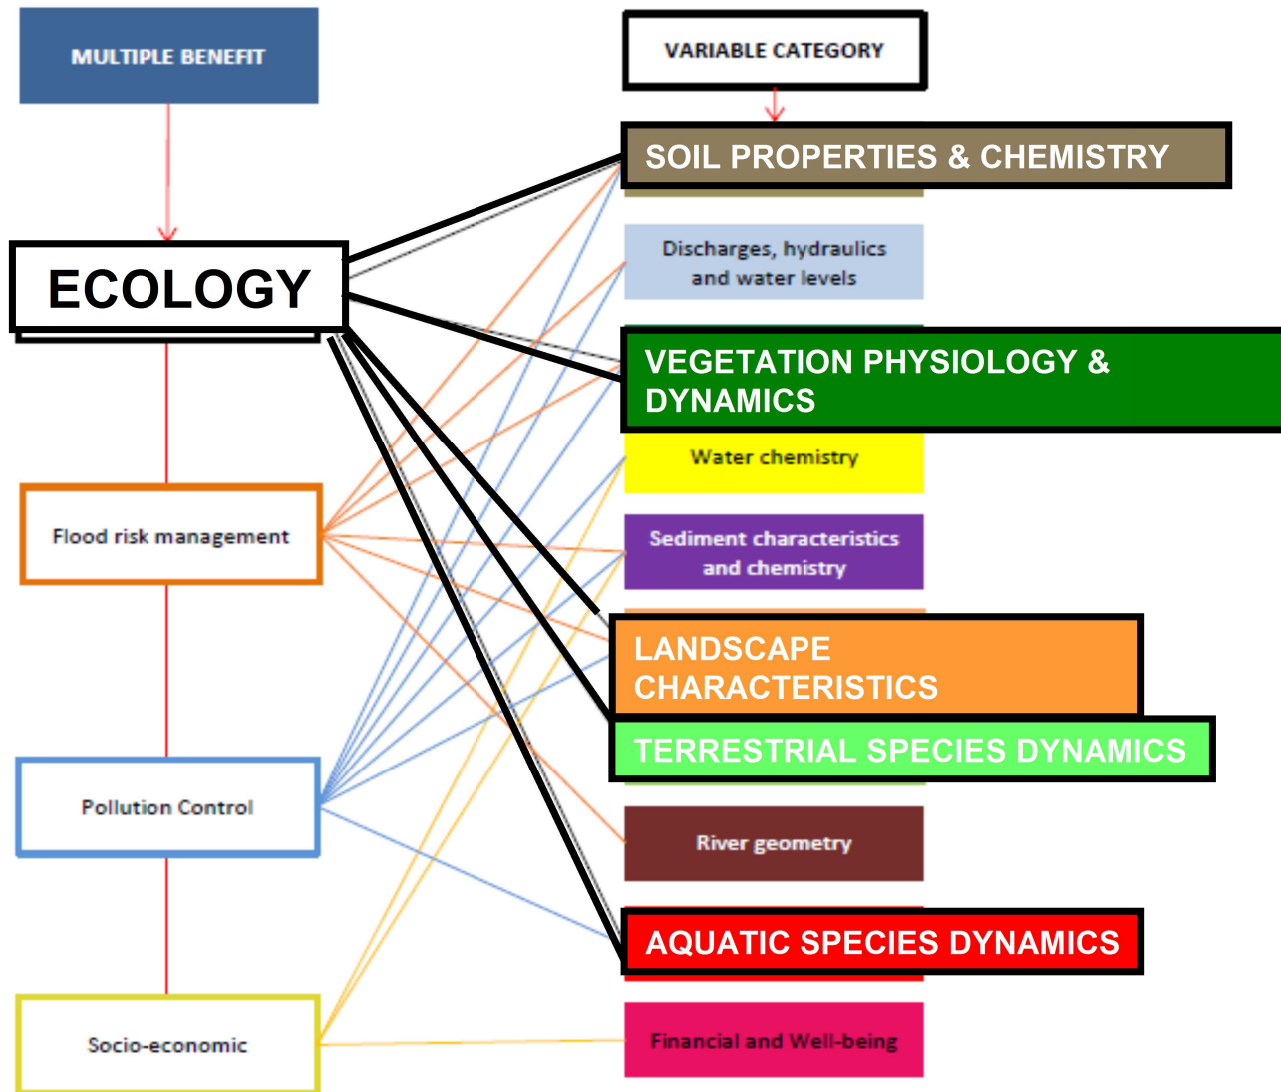 MULTIPLE BENEFIT
VARIABLE CATEGORY
SOIL PROPERTIES & CHEMISTRY
Discharges, hydraulics
and water levels
ECOLOGY
VEGETATION PHYSIOLOGY &
DYNAMICS
Water chemistry
Flood risk management
Sediment characteristics
and chemistry
LANDSCAPE
CHARACTERISTICS
TERRESTRIAL SPECIES DYNAMICS
Pollution Control
River geometry
AQUATIC SPECIES DYNAMICS
Socio-economic
Financial and Well-being